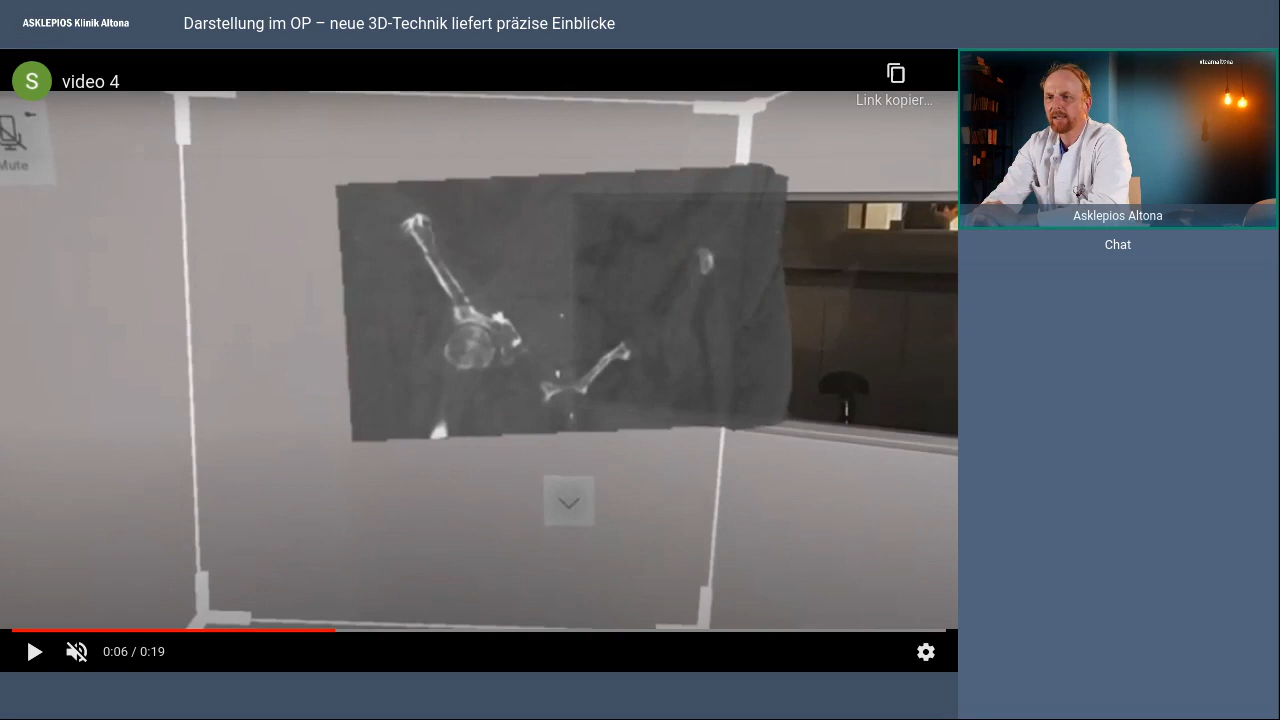 ASKLEPIOS Klinik Altona
Darstellung im OP – neue 3D-Technik liefert präzise Einblicke
S
video 4
Link kopier...
Mute
#teamaltona
Asklepios Altona
Chat
0:06 / 0:19